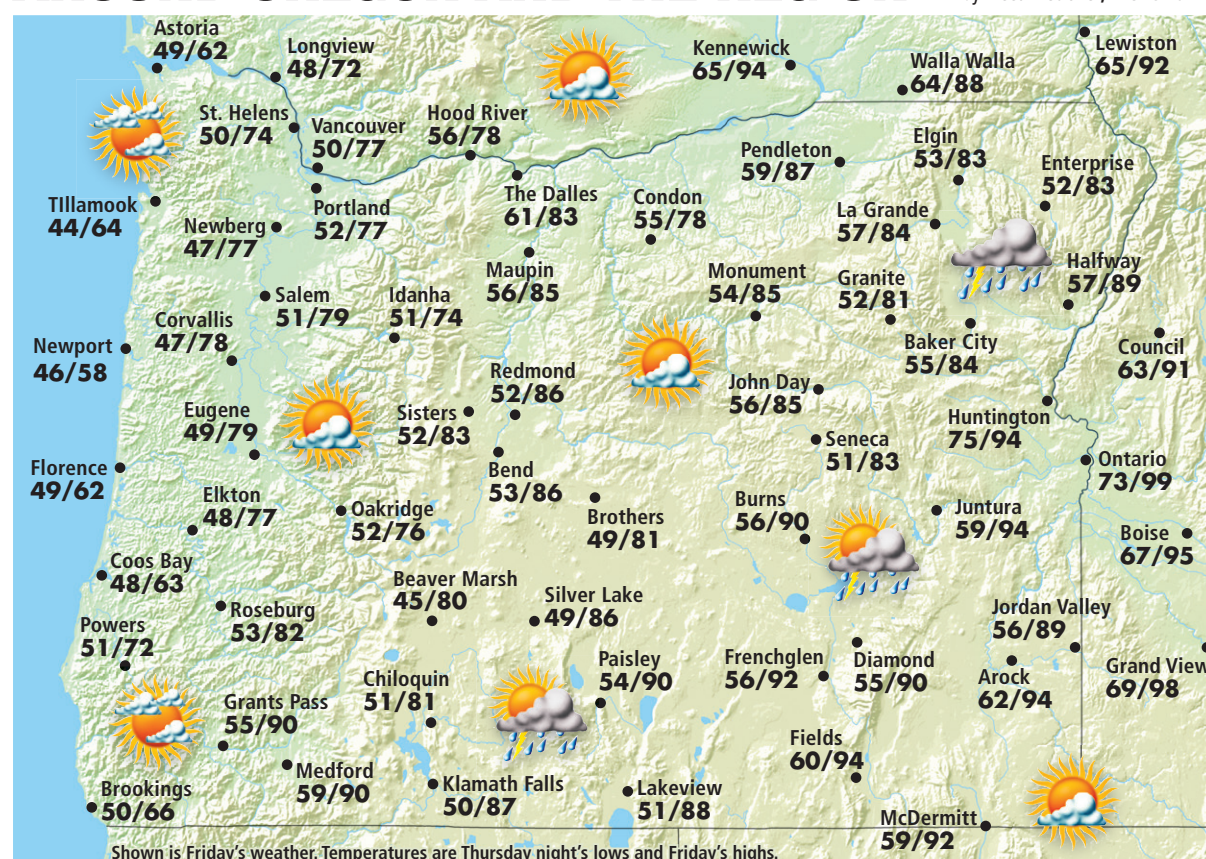 Astoria
49/62
Longview
48/72
Kennewick
65/94
Walla Walla
64/88
Lewiston
65/92
St. Helens
50/74
Vancouver
50/77
Hood River
56/78
Pendleton
59/87
Elgin
53/83
Enterprise
52/83
TIllamook
44/64
Newberg
47/77
Portland
52/77
The Dalles
61/83
Condon
55/78
La Grande
57/84
Maupin
56/85
Monument
54/85
Granite
52/81
Halfway
57/89
Salem
51/79
Idanha
51/74
Corvallis
47/78
Newport
46/58
Baker City
55/84
Council
63/91
Redmond
52/86
John Day
56/85
Eugene
49/79
Sisters
52/83
Huntington
75/94
Seneca
51/83
Ontario
73/99
Florence
49/62
Bend
53/86
Elkton
48/77
Oakridge
52/76
Brothers
49/81
Burns
56/90
Juntura
59/94
Boise
67/95
Coos Bay
48/63
Beaver Marsh
45/80
Silver Lake
49/86
Roseburg
53/82
Jordan Valley
56/89
Powers
51/72
Paisley
54/90
Frenchglen
56/92
Diamond
55/90
Arock
62/94
Grand View
69/98
Chiloquin
51/81
Grants Pass
55/90
Fields
60/94
Medford
59/90
Klamath Falls
50/87
Lakeview
51/88
Brookings
50/66
McDermitt
59/92
Shown is Friday's weather. Temperatures are Thursday night's lows and Friday's highs.